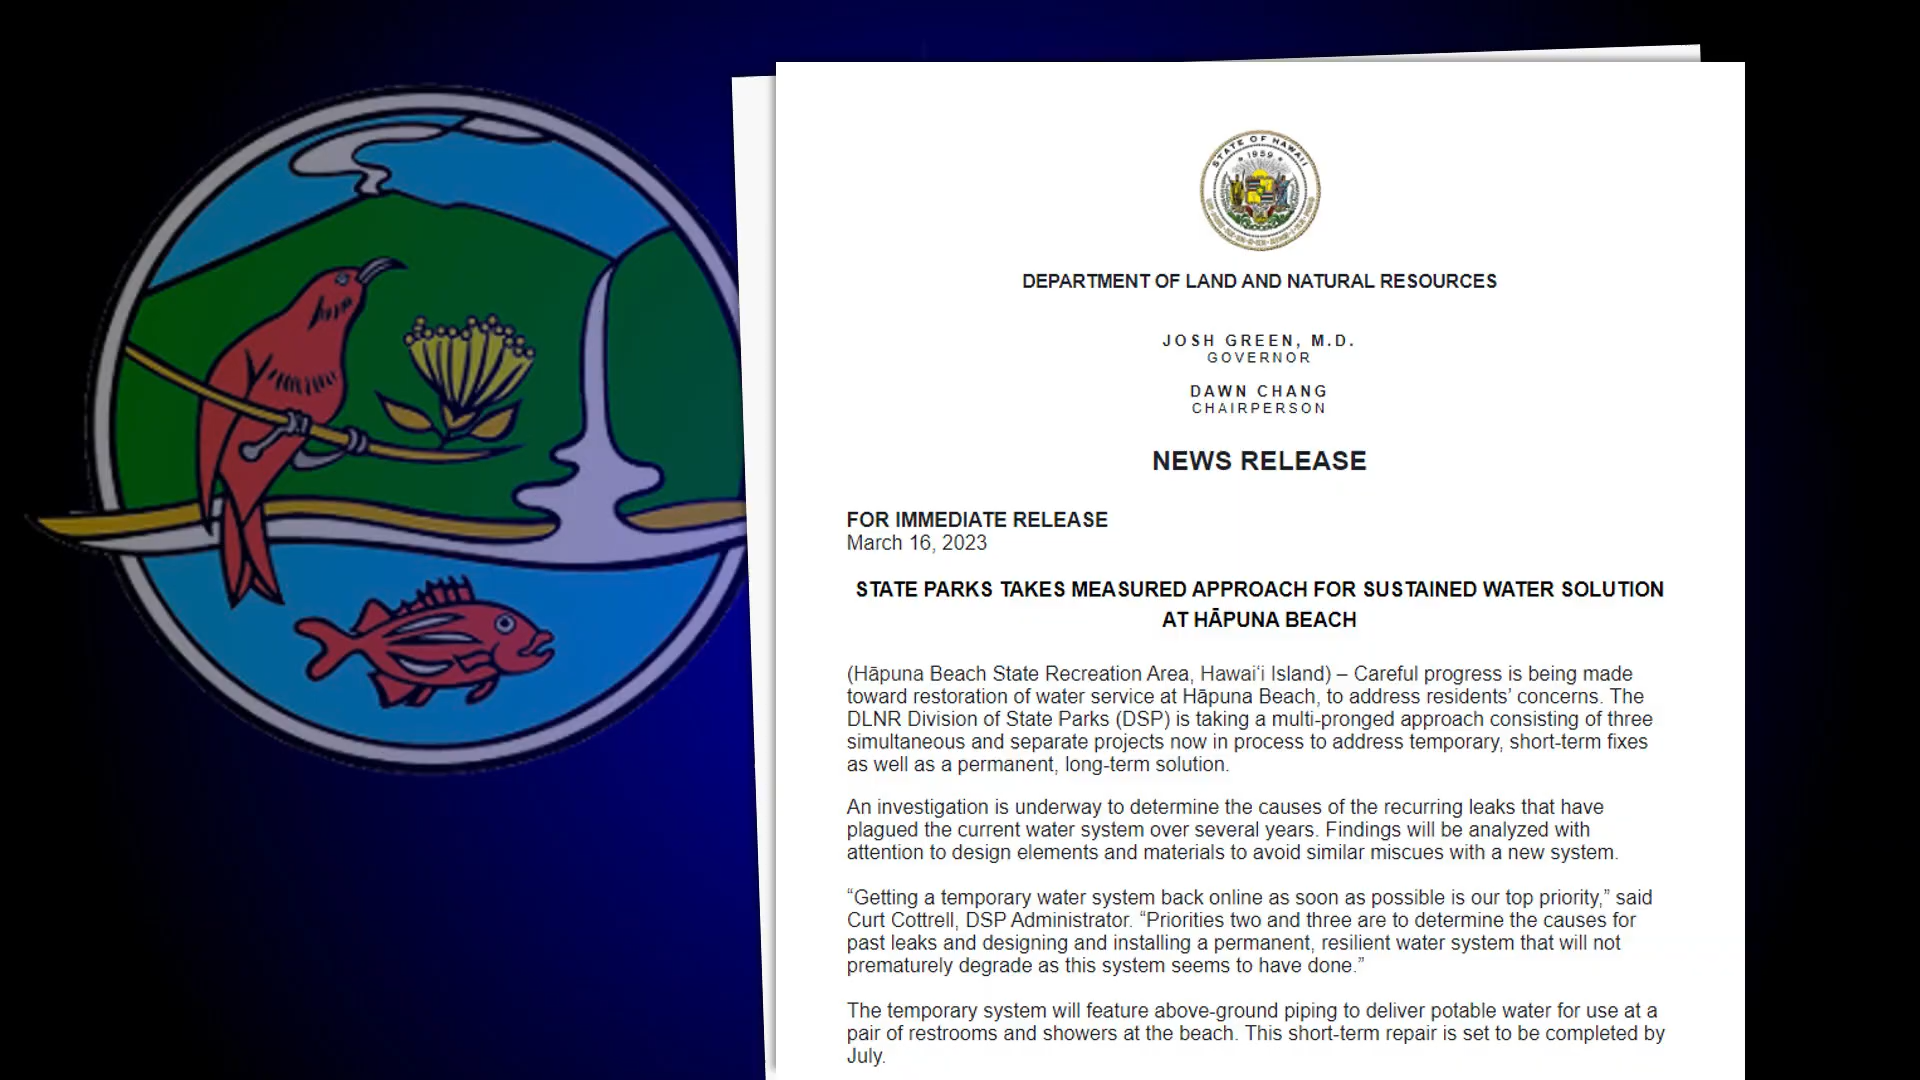 STATE OF HAWAII
1959
DEPARTMENT OF LAND AND NATURAL RESOURCES
JOSH GREEN, M.D.
GOVERNOR
DAWN CHANG
CHAIRPERSON
NEWS RELEASE
FOR IMMEDIATE RELEASE
March 16, 2023
STATE PARKS TAKES MEASURED APPROACH FOR SUSTAINED WATER SOLUTION
AT HĀPUNA BEACH
(Hāpuna Beach State Recreation Area, Hawaiʻi Island) – Careful progress is being made
toward restoration of water service at Hāpuna Beach, to address residents’ concerns. The
DLNR Division of State Parks (DSP) is taking a multi-pronged approach consisting of three
simultaneous and separate projects now in process to address temporary, short-term fixes
as well as a permanent, long-term solution.
An investigation is underway to determine the causes of the recurring leaks that have
plagued the current water system over several years. Findings will be analyzed with
attention to design elements and materials to avoid similar miscues with a new system.
“Getting a temporary water system back online as soon as possible is our top priority,” said
Curt Cottrell, DSP Administrator. “Priorities two and three are to determine the causes for
past leaks and designing and installing a permanent, resilient water system that will not
prematurely degrade as this system seems to have done.”
The temporary system will feature above-ground piping to deliver potable water for use at a
pair of restrooms and showers at the beach. This short-term repair is set to be completed by
July.